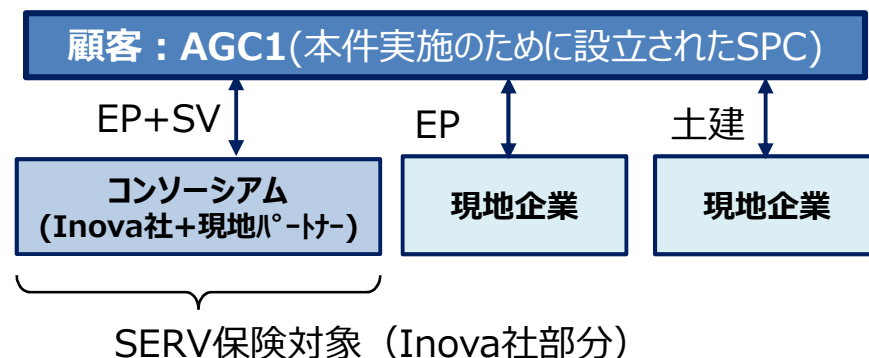 顧客：AGC1(本件実施のために設立されたSPC)
EP+SV
EP
土建
コンソーシアム
(Inova社+現地ﾊﾟｰﾄﾅｰ)
現地企業
現地企業
SERV保険対象（Inova社部分）